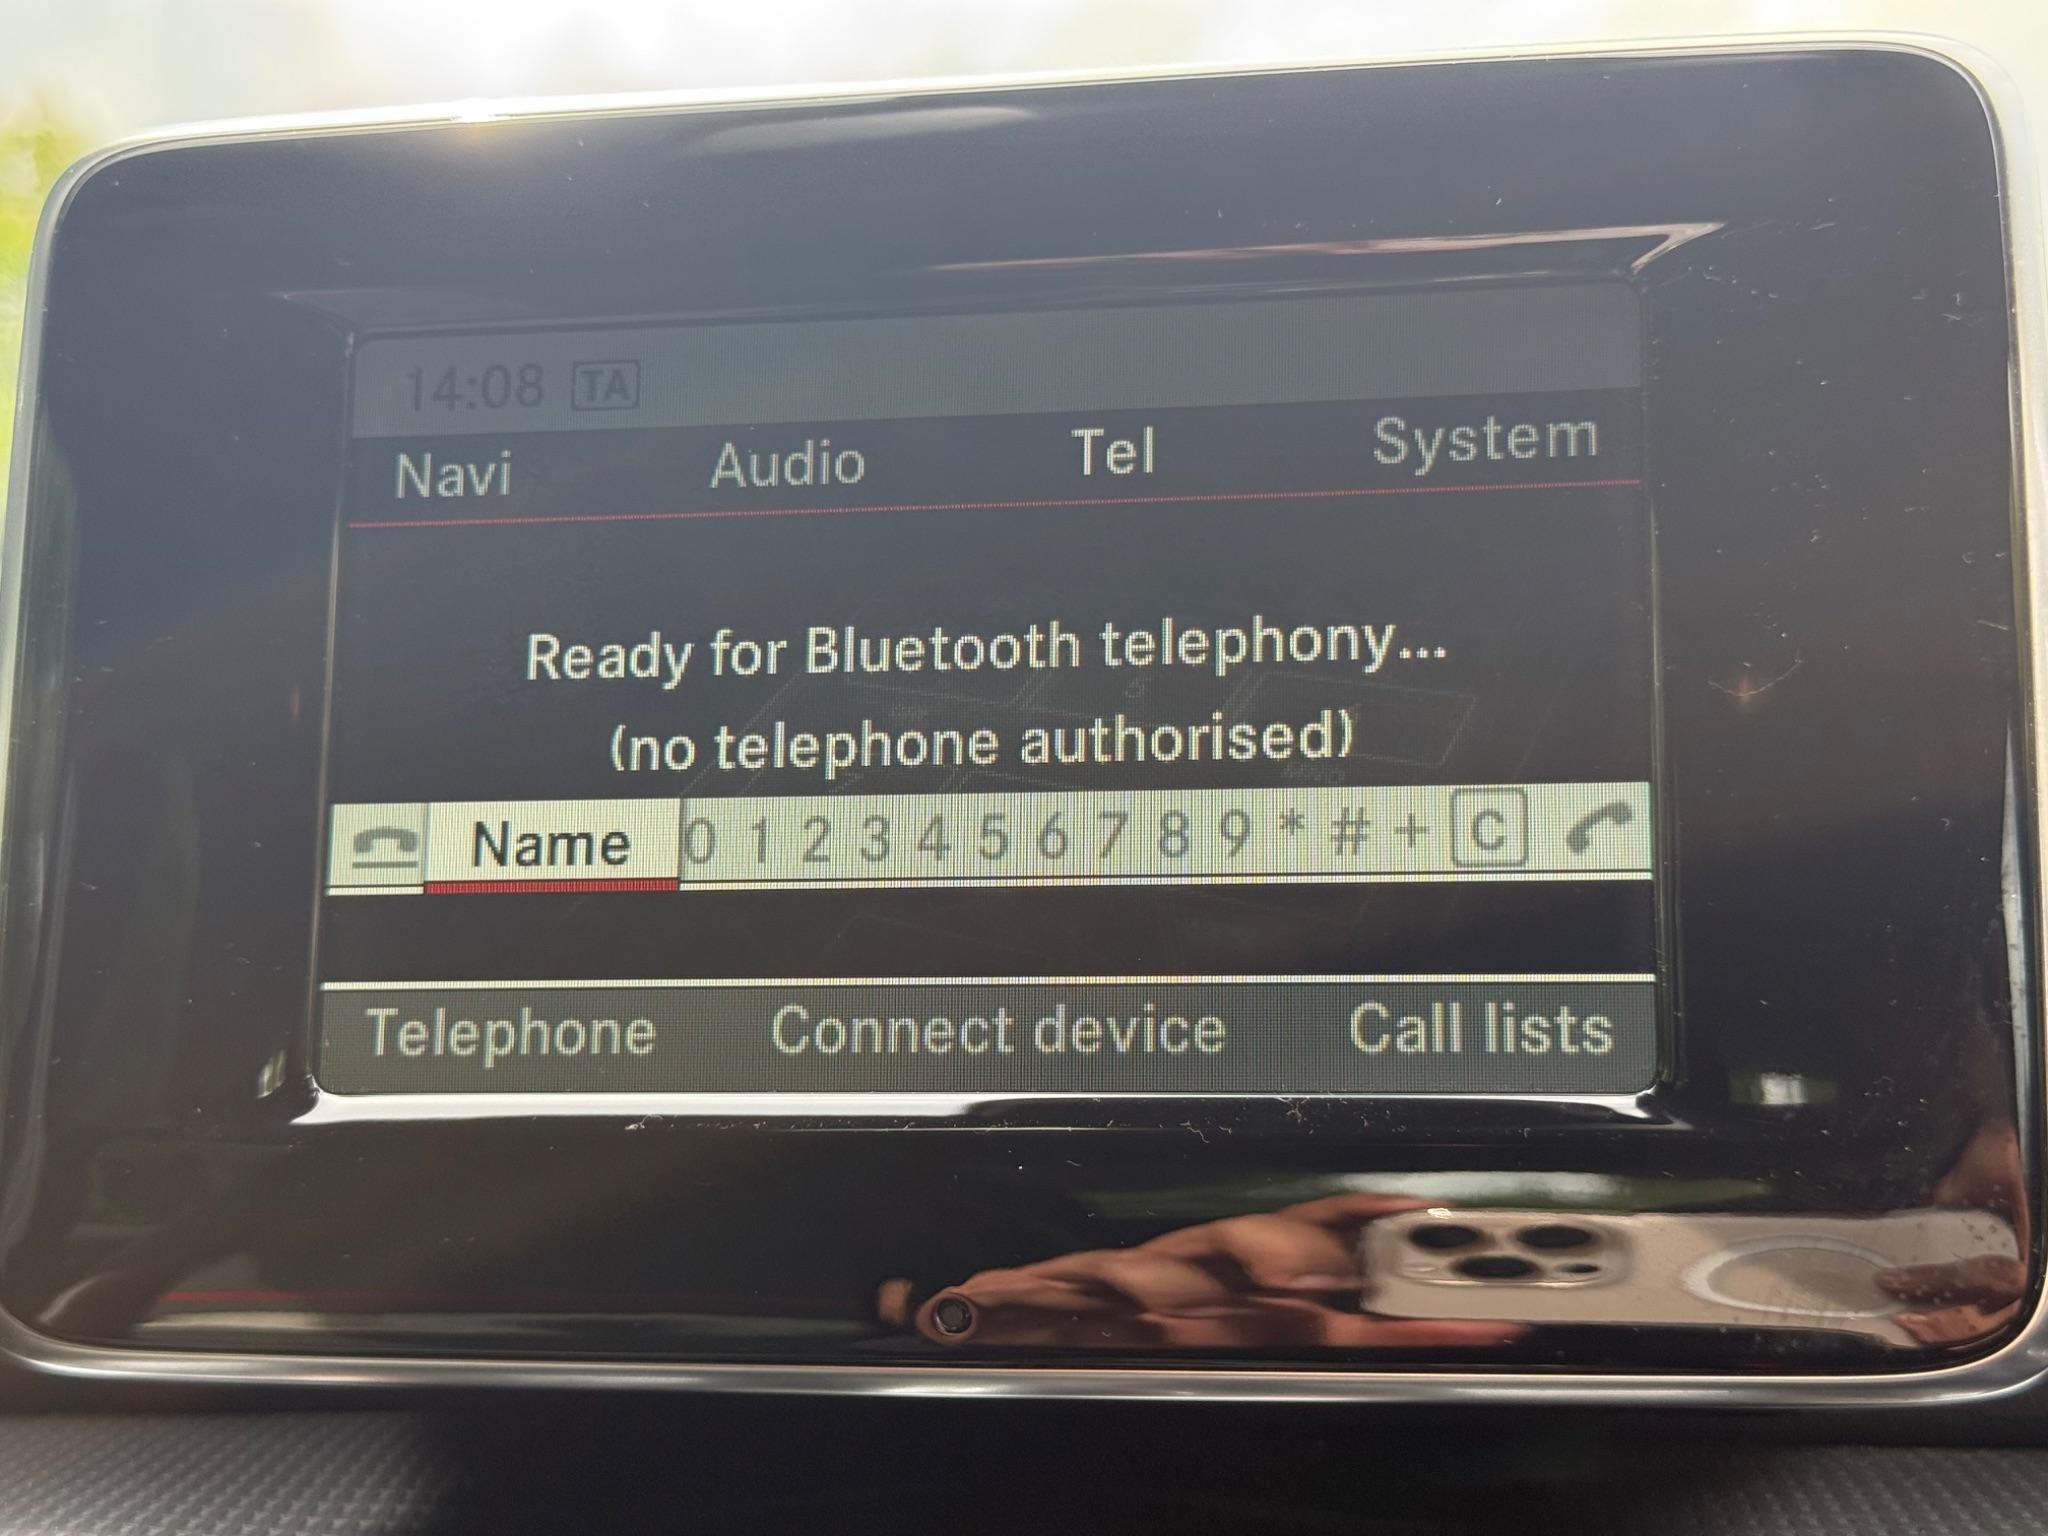 14:08 TA
Navi Audio Tel System
Ready for Bluetooth telephony...
(no telephone authorised)
Name 0 1 2 3 4 5 6 7 8 9 * # + C
Telephone Connect device Call lists